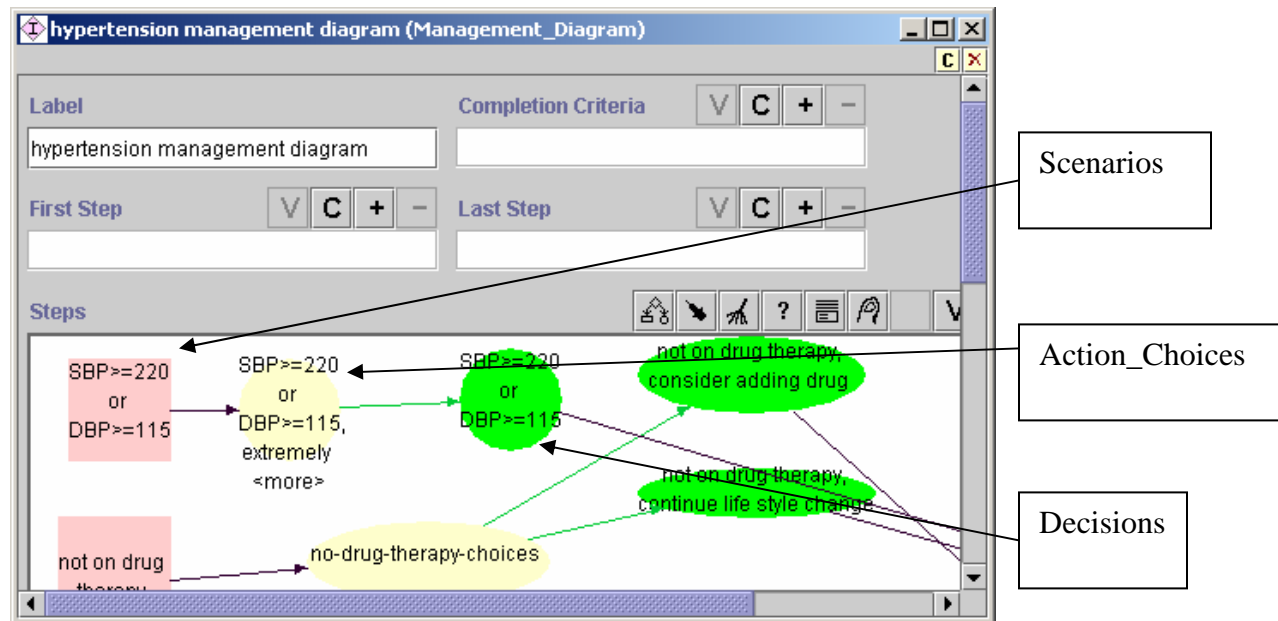 hypertension management diagram (Management_Diagram)
C
Label
Completion Criteria
V C + −
hypertension management diagram
First Step
V C + −
Last Step
V C + −
Steps
?
V
SBP>=220
or
DBP>=115
SBP>=220
or
DBP>=115,
extremely
<more>
SBP>=220
or
DBP>=115
not on drug therapy,
consider adding drug
not on drug therapy,
continue life style change
not on drug
therapy
no-drug-therapy-choices
Scenarios
Action_Choices
Decisions